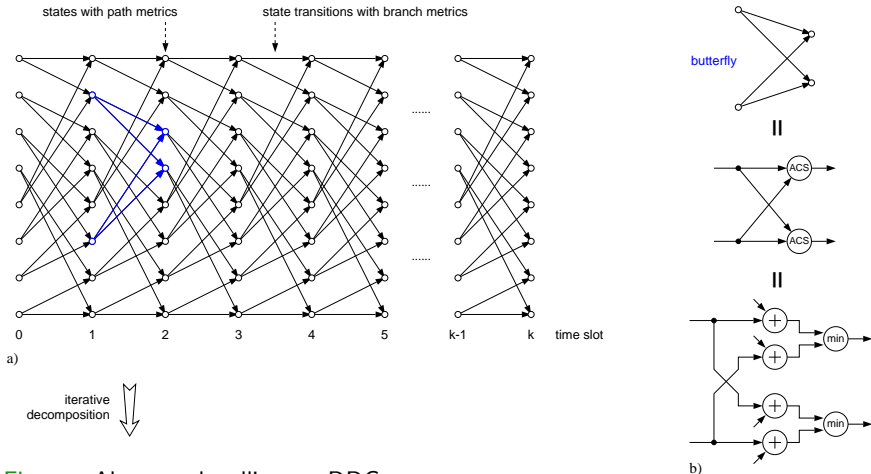 states with path metrics
state transitions with branch metrics
butterfly
......
......
......
=
ACS
ACS
=
0 1 2 3 4 5 k-1 k time slot
a)
iterative
decomposition
+
+
min
+
+
min
b)